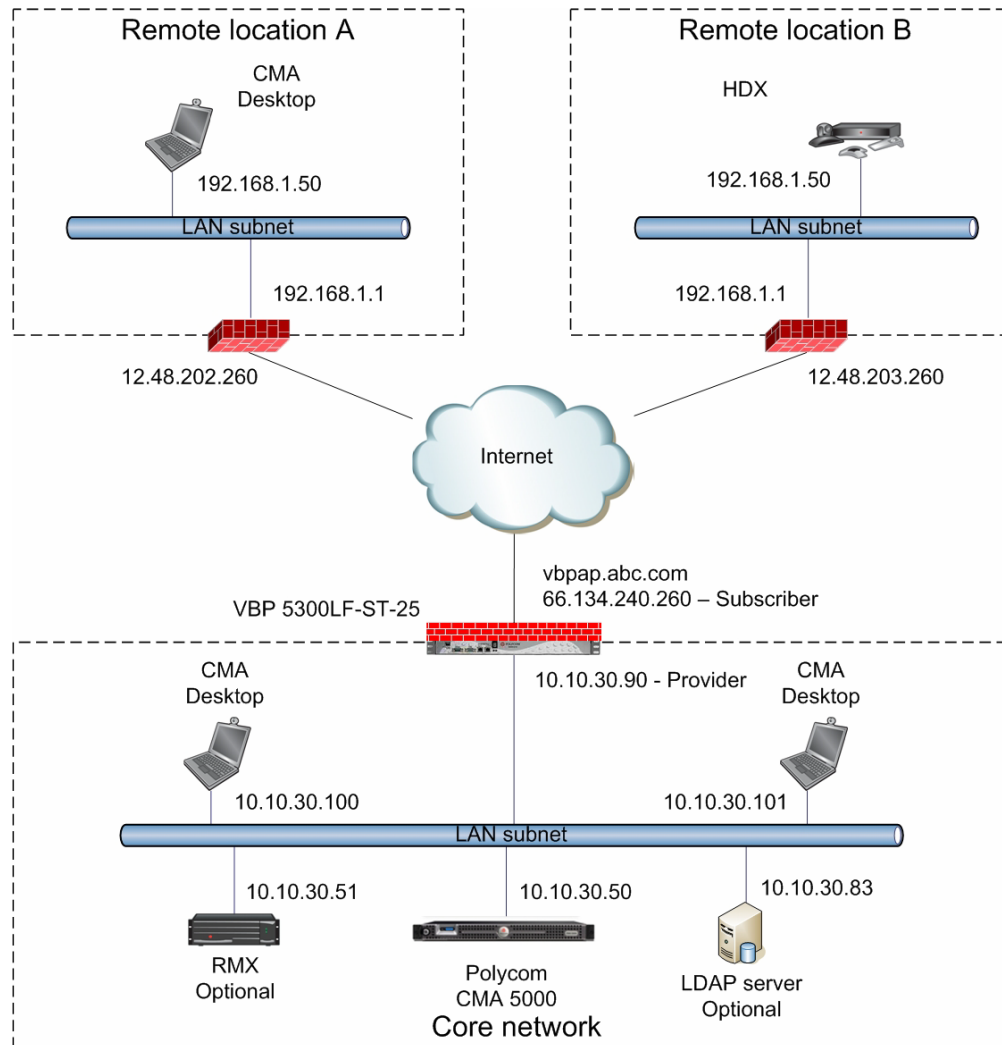 Remote location A
Remote location B
CMA
Desktop
HDX
192.168.1.50
192.168.1.50
LAN subnet
LAN subnet
192.168.1.1
192.168.1.1
12.48.202.260
12.48.203.260
Internet
vbpap.abc.com
VBP 5300LF-ST-25
66.134.240.260 – Subscriber
10.10.30.90 - Provider
CMA
Desktop
CMA
Desktop
10.10.30.100
10.10.30.101
LAN subnet
10.10.30.51
10.10.30.50
10.10.30.83
RMX
Optional
Polycom
CMA 5000
LDAP server
Optional
Core network